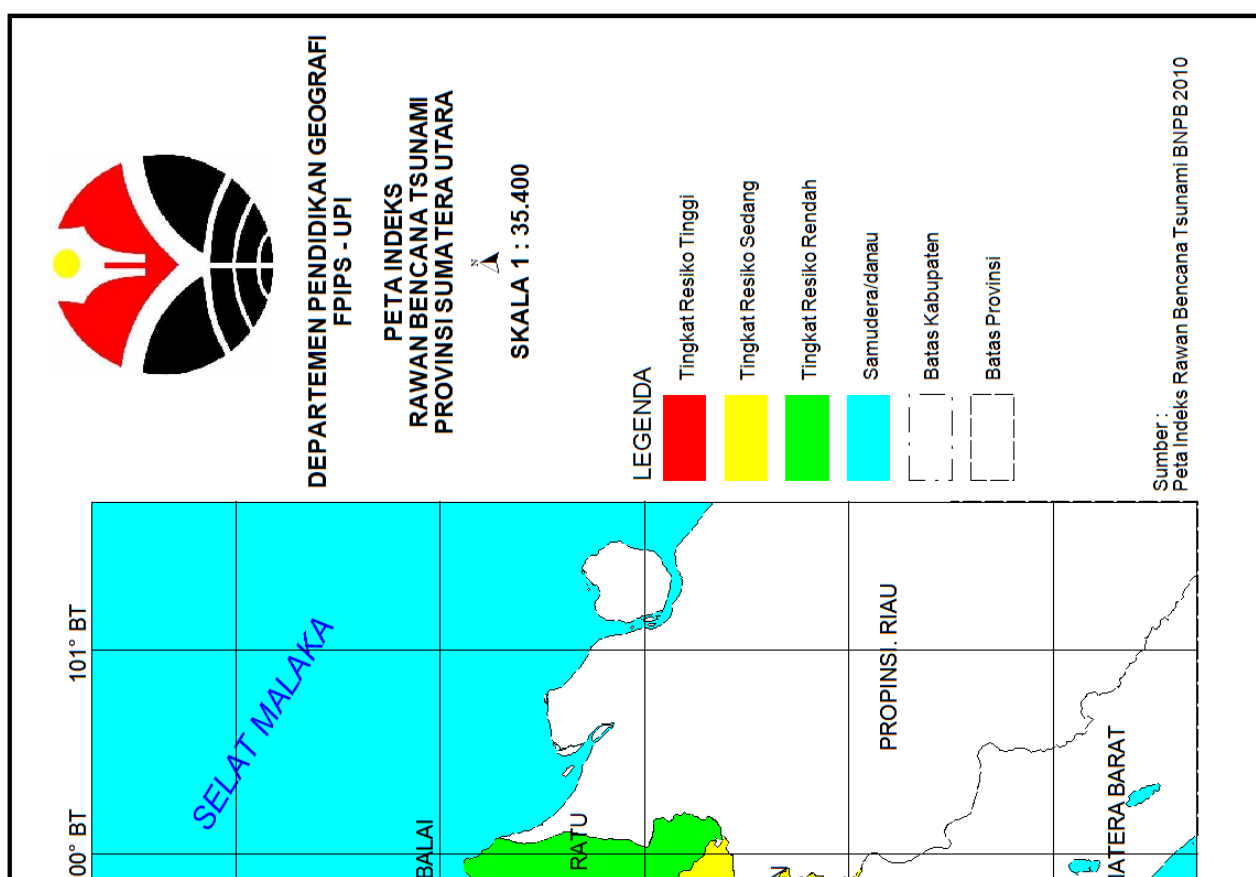 DEPARTEMEN PENDIDIKAN GEOGRAFI
FPIPS - UPI
PETA INDEKS
RAWAN BENCANA TSUNAMI
PROVINSI SUMATERA UTARA
N
SKALA 1 : 35.400
LEGENDA
Tingkat Resiko Tinggi
Tingkat Resiko Sedang
Tingkat Resiko Rendah
Samudera/danau
Batas Kabupaten
Batas Provinsi
Sumber :
Peta Indeks Rawan Bencana Tsunami BNPB 2010
101° BT
00° BT
SELAT MALAKA
BALAI
RATU
PROPINSI. RIAU
ATERA BARAT